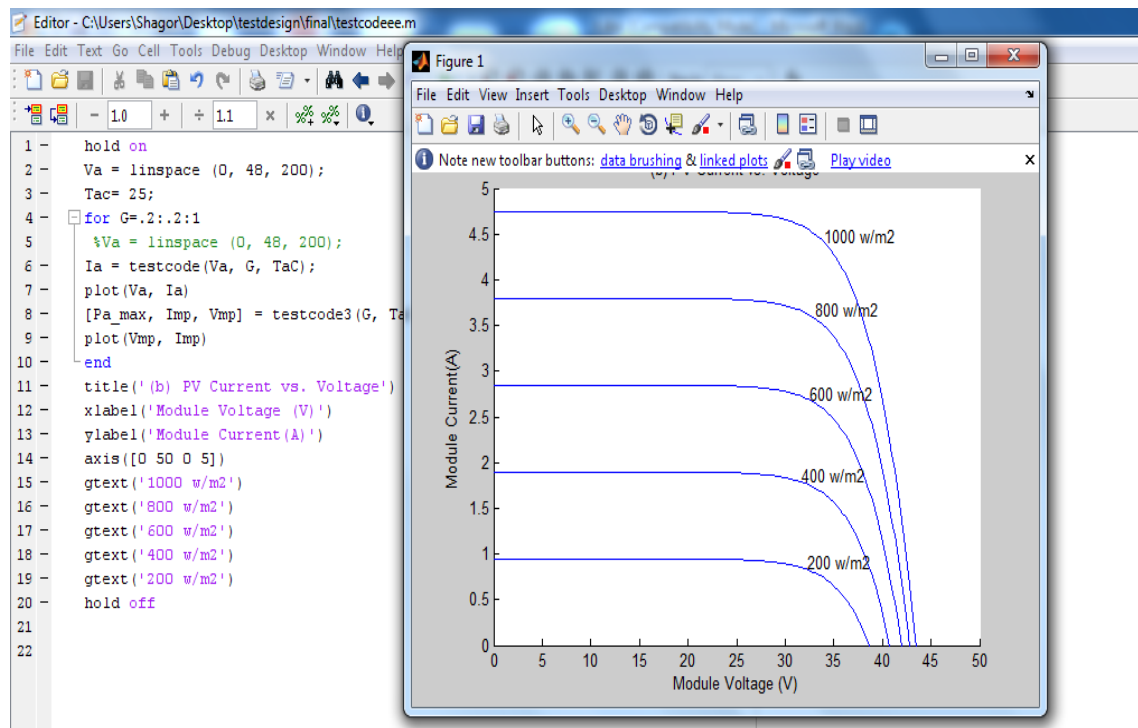 Editor - C:\Users\Shagor\Desktop\testdesign\final\testcodeee.m
File Edit Text Go Cell Tools Debug Desktop Window Help
1.0
1.1
1
2
3
4
5
6
7
8
9
10
11
12
13
14
15
16
17
18
19
20
21
22
hold on
Va = linspace (0, 48, 200);
Tac= 25;
for G=.2:.2:1
%Va = linspace (0, 48, 200);
Ia = testcode(Va, G, TaC);
plot(Va, Ia)
[Pa_max, Imp, Vmp] = testcode3(G,
plot(Vmp, Imp)
end
title('(b) PV Current vs. Voltage')
xlabel('Module Voltage (V)')
ylabel('Module Current(A)')
axis([0 50 0 5])
gtext('1000 w/m2')
gtext('800 w/m2')
gtext('600 w/m2')
gtext('400 w/m2')
gtext('200 w/m2')
hold off
Figure 1
File Edit View Insert Tools Desktop Window Help
Note new toolbar buttons: data brushing & linked plots Play video
(b) PV Current vs. Voltage
5
4.5
4
3.5
3
2.5
2
1.5
1
0.5
0
Module Current(A)
1000 w/m2
800 w/m2
600 w/m2
400 w/m2
200 w/m2
0 5 10 15 20 25 30 35 40 45 50
Module Voltage (V)